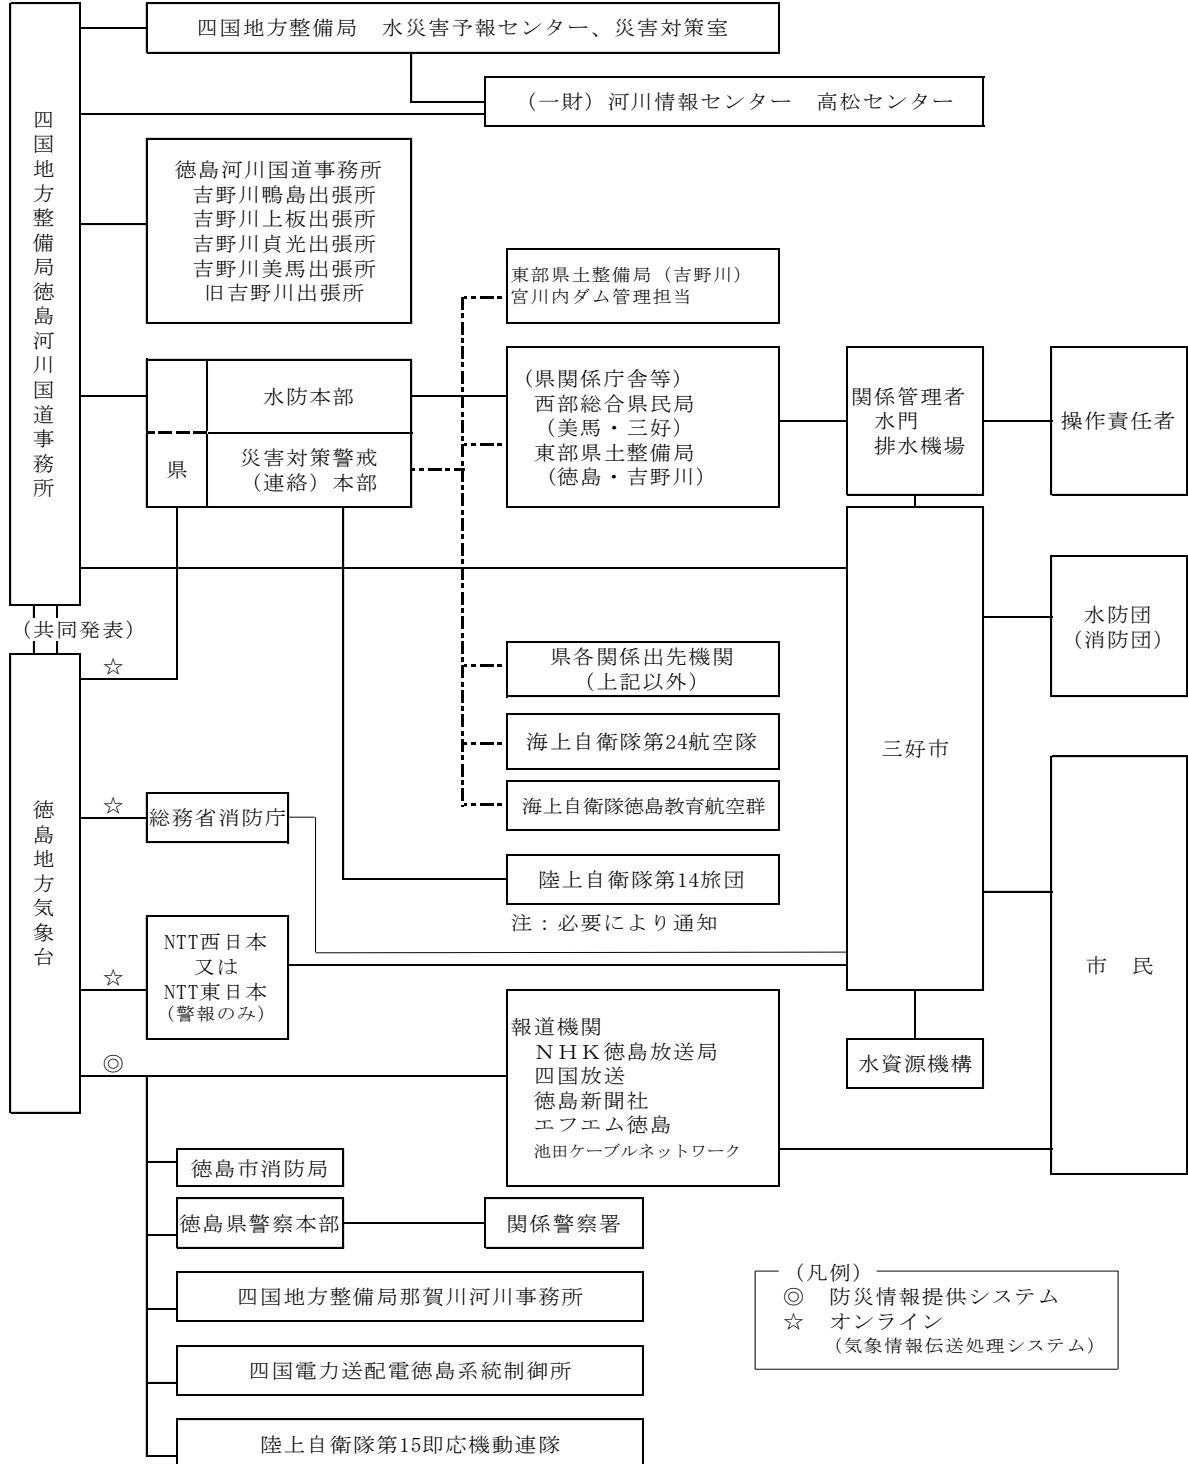 四国地方整備局　水災害予報センター、災害対策室
（一財）河川情報センター　高松センター
四国地方整備局徳島河川国道事務所
徳島河川国道事務所
吉野川鴨島出張所
吉野川上板出張所
吉野川貞光出張所
吉野川美馬出張所
旧吉野川出張所
東部県土整備局（吉野川）
宮川内ダム管理担当
県
水防本部
災害対策警戒
（連絡）本部
（県関係庁舎等）
西部総合県民局
（美馬・三好）
東部県土整備局
（徳島・吉野川）
関係管理者
水門
排水機場
操作責任者
水防団
（消防団）
（共同発表）
☆
県各関係出先機関
（上記以外）
海上自衛隊第24航空隊
三好市
徳島地方気象台
☆
総務省消防庁
海上自衛隊徳島教育航空群
陸上自衛隊第14旅団
注：必要により通知
☆
NTT西日本
又は
NTT東日本
（警報のみ）
市　民
◎
報道機関
ＮＨＫ徳島放送局
四国放送
徳島新聞社
エフエム徳島
池田ケーブルネットワーク
水資源機構
徳島市消防局
徳島県警察本部
関係警察署
四国地方整備局那賀川河川事務所
四国電力送配電徳島系統制御所
陸上自衛隊第15即応機動連隊
（凡例）
◎　防災情報提供システム
☆　オンライン
（気象情報伝送処理システム）